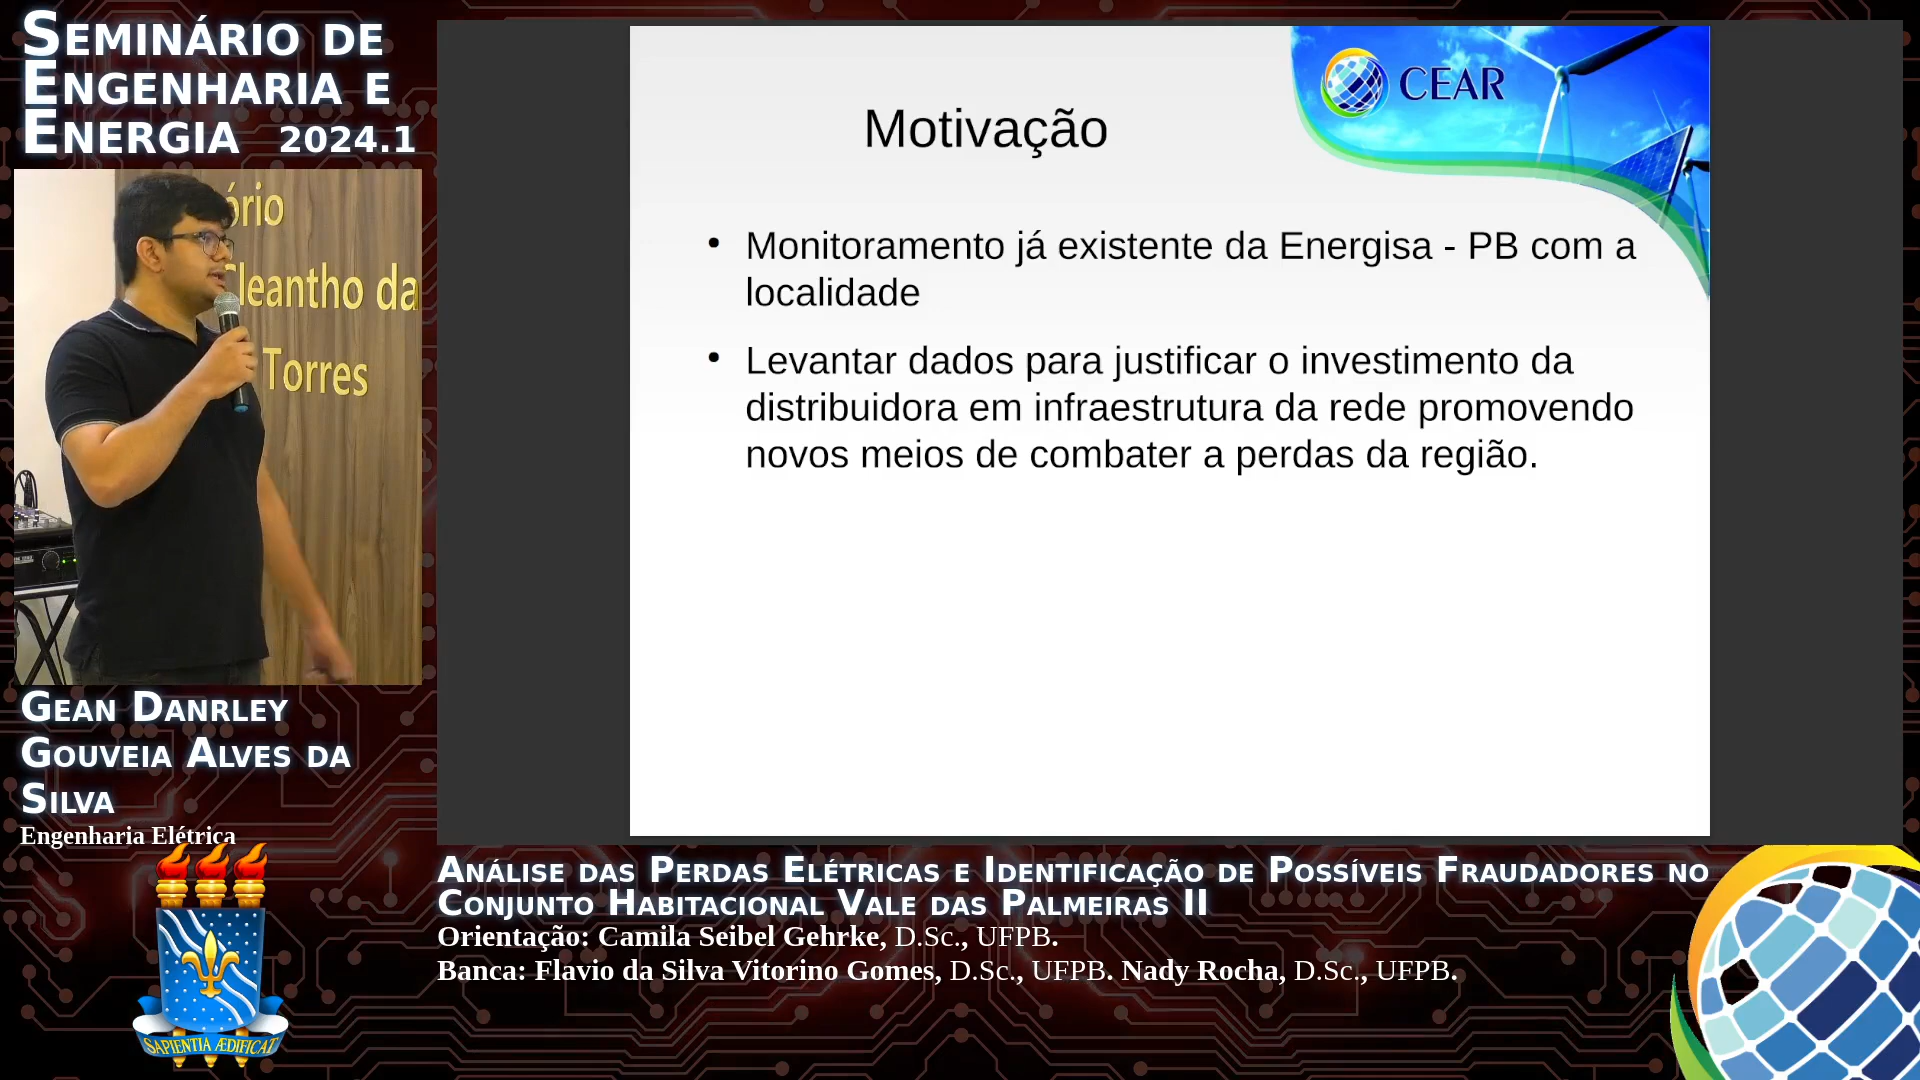 SEMINÁRIO DE
ENGENHARIA E
ENERGIA 2024.1
ório
Cleantho da
Torres
GEAN DANRLEY
GOUVEIA ALVES DA
SILVA
Engenharia Elétrica
SAPIENTIA ÆDIFICAT
CEAR
Motivação
• Monitoramento já existente da Energisa - PB com a
localidade
• Levantar dados para justificar o investimento da
distribuidora em infraestrutura da rede promovendo
novos meios de combater a perdas da região.
ANÁLISE DAS PERDAS ELÉTRICAS E IDENTIFICAÇÃO DE POSSÍVEIS FRAUDADORES NO
CONJUNTO HABITACIONAL VALE DAS PALMEIRAS II
Orientação: Camila Seibel Gehrke, D.Sc., UFPB.
Banca: Flavio da Silva Vitorino Gomes, D.Sc., UFPB. Nady Rocha, D.Sc., UFPB.